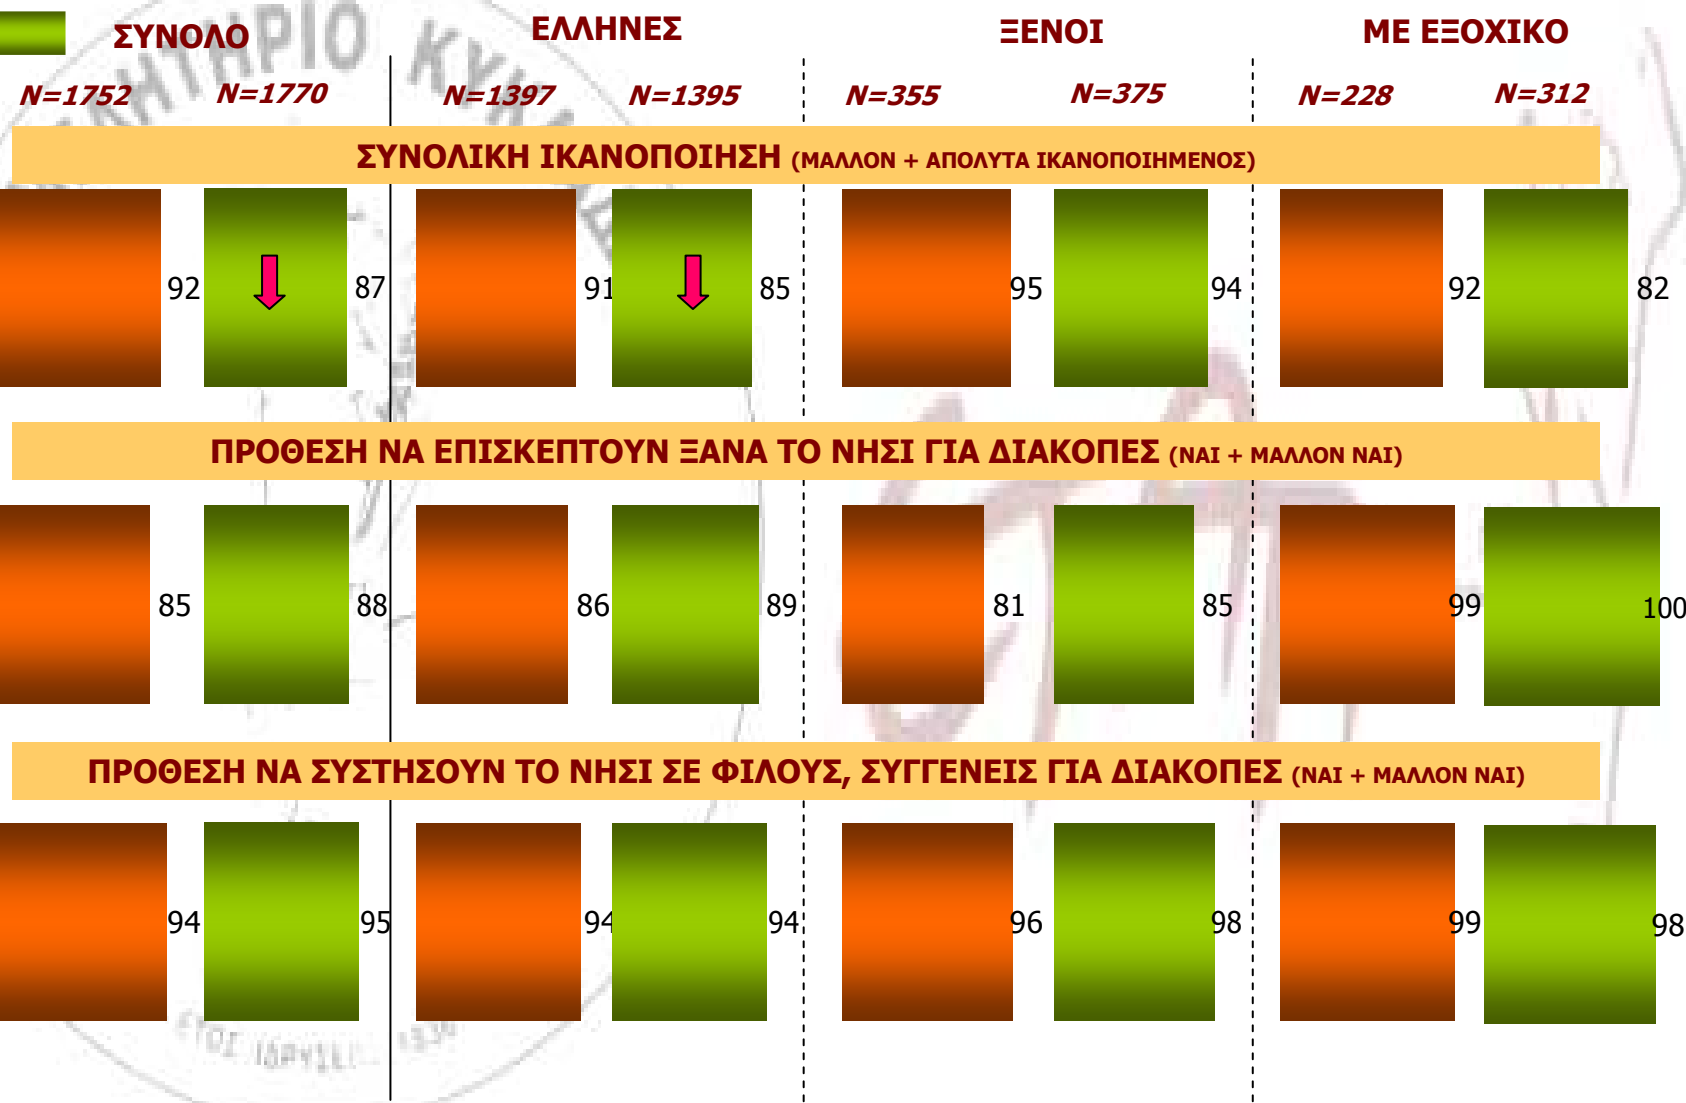 ΣΥΝΟΛΟ ΕΛΛΗΝΕΣ ΞΕΝΟΙ ΜΕ ΕΞΟΧΙΚΟ
N=1752 N=1770 N=1397 N=1395 N=355 N=375 N=228 N=312
ΣΥΝΟΛΙΚΗ ΙΚΑΝΟΠΟΙΗΣΗ (ΜΑΛΛΟΝ + ΑΠΟΛΥΤΑ ΙΚΑΝΟΠΟΙΗΜΕΝΟΣ)
92 87 91 85 95 94 92 82
ΠΡΟΘΕΣΗ ΝΑ ΕΠΙΣΚΕΠΤΟΥΝ ΞΑΝΑ ΤΟ ΝΗΣΙ ΓΙΑ ΔΙΑΚΟΠΕΣ (ΝΑΙ + ΜΑΛΛΟΝ ΝΑΙ)
85 88 86 89 81 85 99 100
ΠΡΟΘΕΣΗ ΝΑ ΣΥΣΤΗΣΟΥΝ ΤΟ ΝΗΣΙ ΣΕ ΦΙΛΟΥΣ, ΣΥΓΓΕΝΕΙΣ ΓΙΑ ΔΙΑΚΟΠΕΣ (ΝΑΙ + ΜΑΛΛΟΝ ΝΑΙ)
94 95 94 94 96 98 99 98